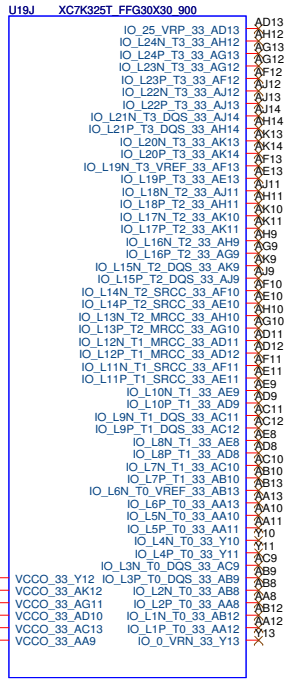 U19J XC7K325T_FFG30X30_900
IO_25_VRP_33_AD13 AD13
IO_L24N_T3_33_AH12 AH12
IO_L24P_T3_33_AG12 AG13
IO_L23N_T3_33_AG12 AG12
IO_L23P_T3_33_AF12 AF12
IO_L22N_T3_33_AJ12 AJ12
IO_L22P_T3_33_AJ13 AJ13
IO_L21N_T3_DQS_33_AJ14 AJ14
IO_L21P_T3_DQS_33_AH14 AH14
IO_L20N_T3_33_AK13 AK13
IO_L20P_T3_33_AK14 AK14
IO_L19N_T3_VREF_33_AF13 AF13
IO_L19P_T3_33_AE13 AE13
IO_L18N_T2_33_AJ11 AJ11
IO_L18P_T2_33_AH11 AH11
IO_L17N_T2_33_AK10 AK10
IO_L17P_T2_33_AK11 AK11
IO_L16N_T2_33_AH9 AH9
IO_L16P_T2_33_AG9 AG9
IO_L15N_T2_DQS_33_AK9 AK9
IO_L15P_T2_DQS_33_AJ9 AJ9
IO_L14N_T2_SRCC_33_AF10 AF10
IO_L14P_T2_SRCC_33_AE10 AE10
IO_L13N_T2_MRCC_33_AH10 AH10
IO_L13P_T2_MRCC_33_AG10 AG10
IO_L12N_T1_MRCC_33_AD11 AD11
IO_L12P_T1_MRCC_33_AD12 AD12
IO_L11N_T1_SRCC_33_AF11 AF11
IO_L11P_T1_SRCC_33_AE11 AE11
IO_L10N_T1_33_AE9 AE9
IO_L10P_T1_33_AD9 AD9
IO_L9N_T1_DQS_33_AC11 AC11
IO_L9P_T1_DQS_33_AC12 AC12
IO_L8N_T1_33_AE8 AE8
IO_L8P_T1_33_AD8 AD8
IO_L7N_T1_33_AC10 AC10
IO_L7P_T1_33_AB10 AB10
IO_L6N_T0_VREF_33_AB13 AB13
IO_L6P_T0_33_AA13 AA13
IO_L5N_T0_33_AA10 AA10
IO_L5P_T0_33_AA11 AA11
IO_L4N_T0_33_Y10 Y10
IO_L4P_T0_33_Y11 Y11
IO_L3N_T0_DQS_33_AC9 AC9
VCCO_33_Y12 IO_L3P_T0_DQS_33_AB9 AB9
VCCO_33_AK12 IO_L2N_T0_33_AB8 AB8
VCCO_33_AG11 IO_L2P_T0_33_AA8 AA8
VCCO_33_AD10 IO_L1N_T0_33_AB12 AB12
VCCO_33_AC13 IO_L1P_T0_33_AA12 AA12
VCCO_33_AA9 IO_0_VRN_33_Y13 Y13